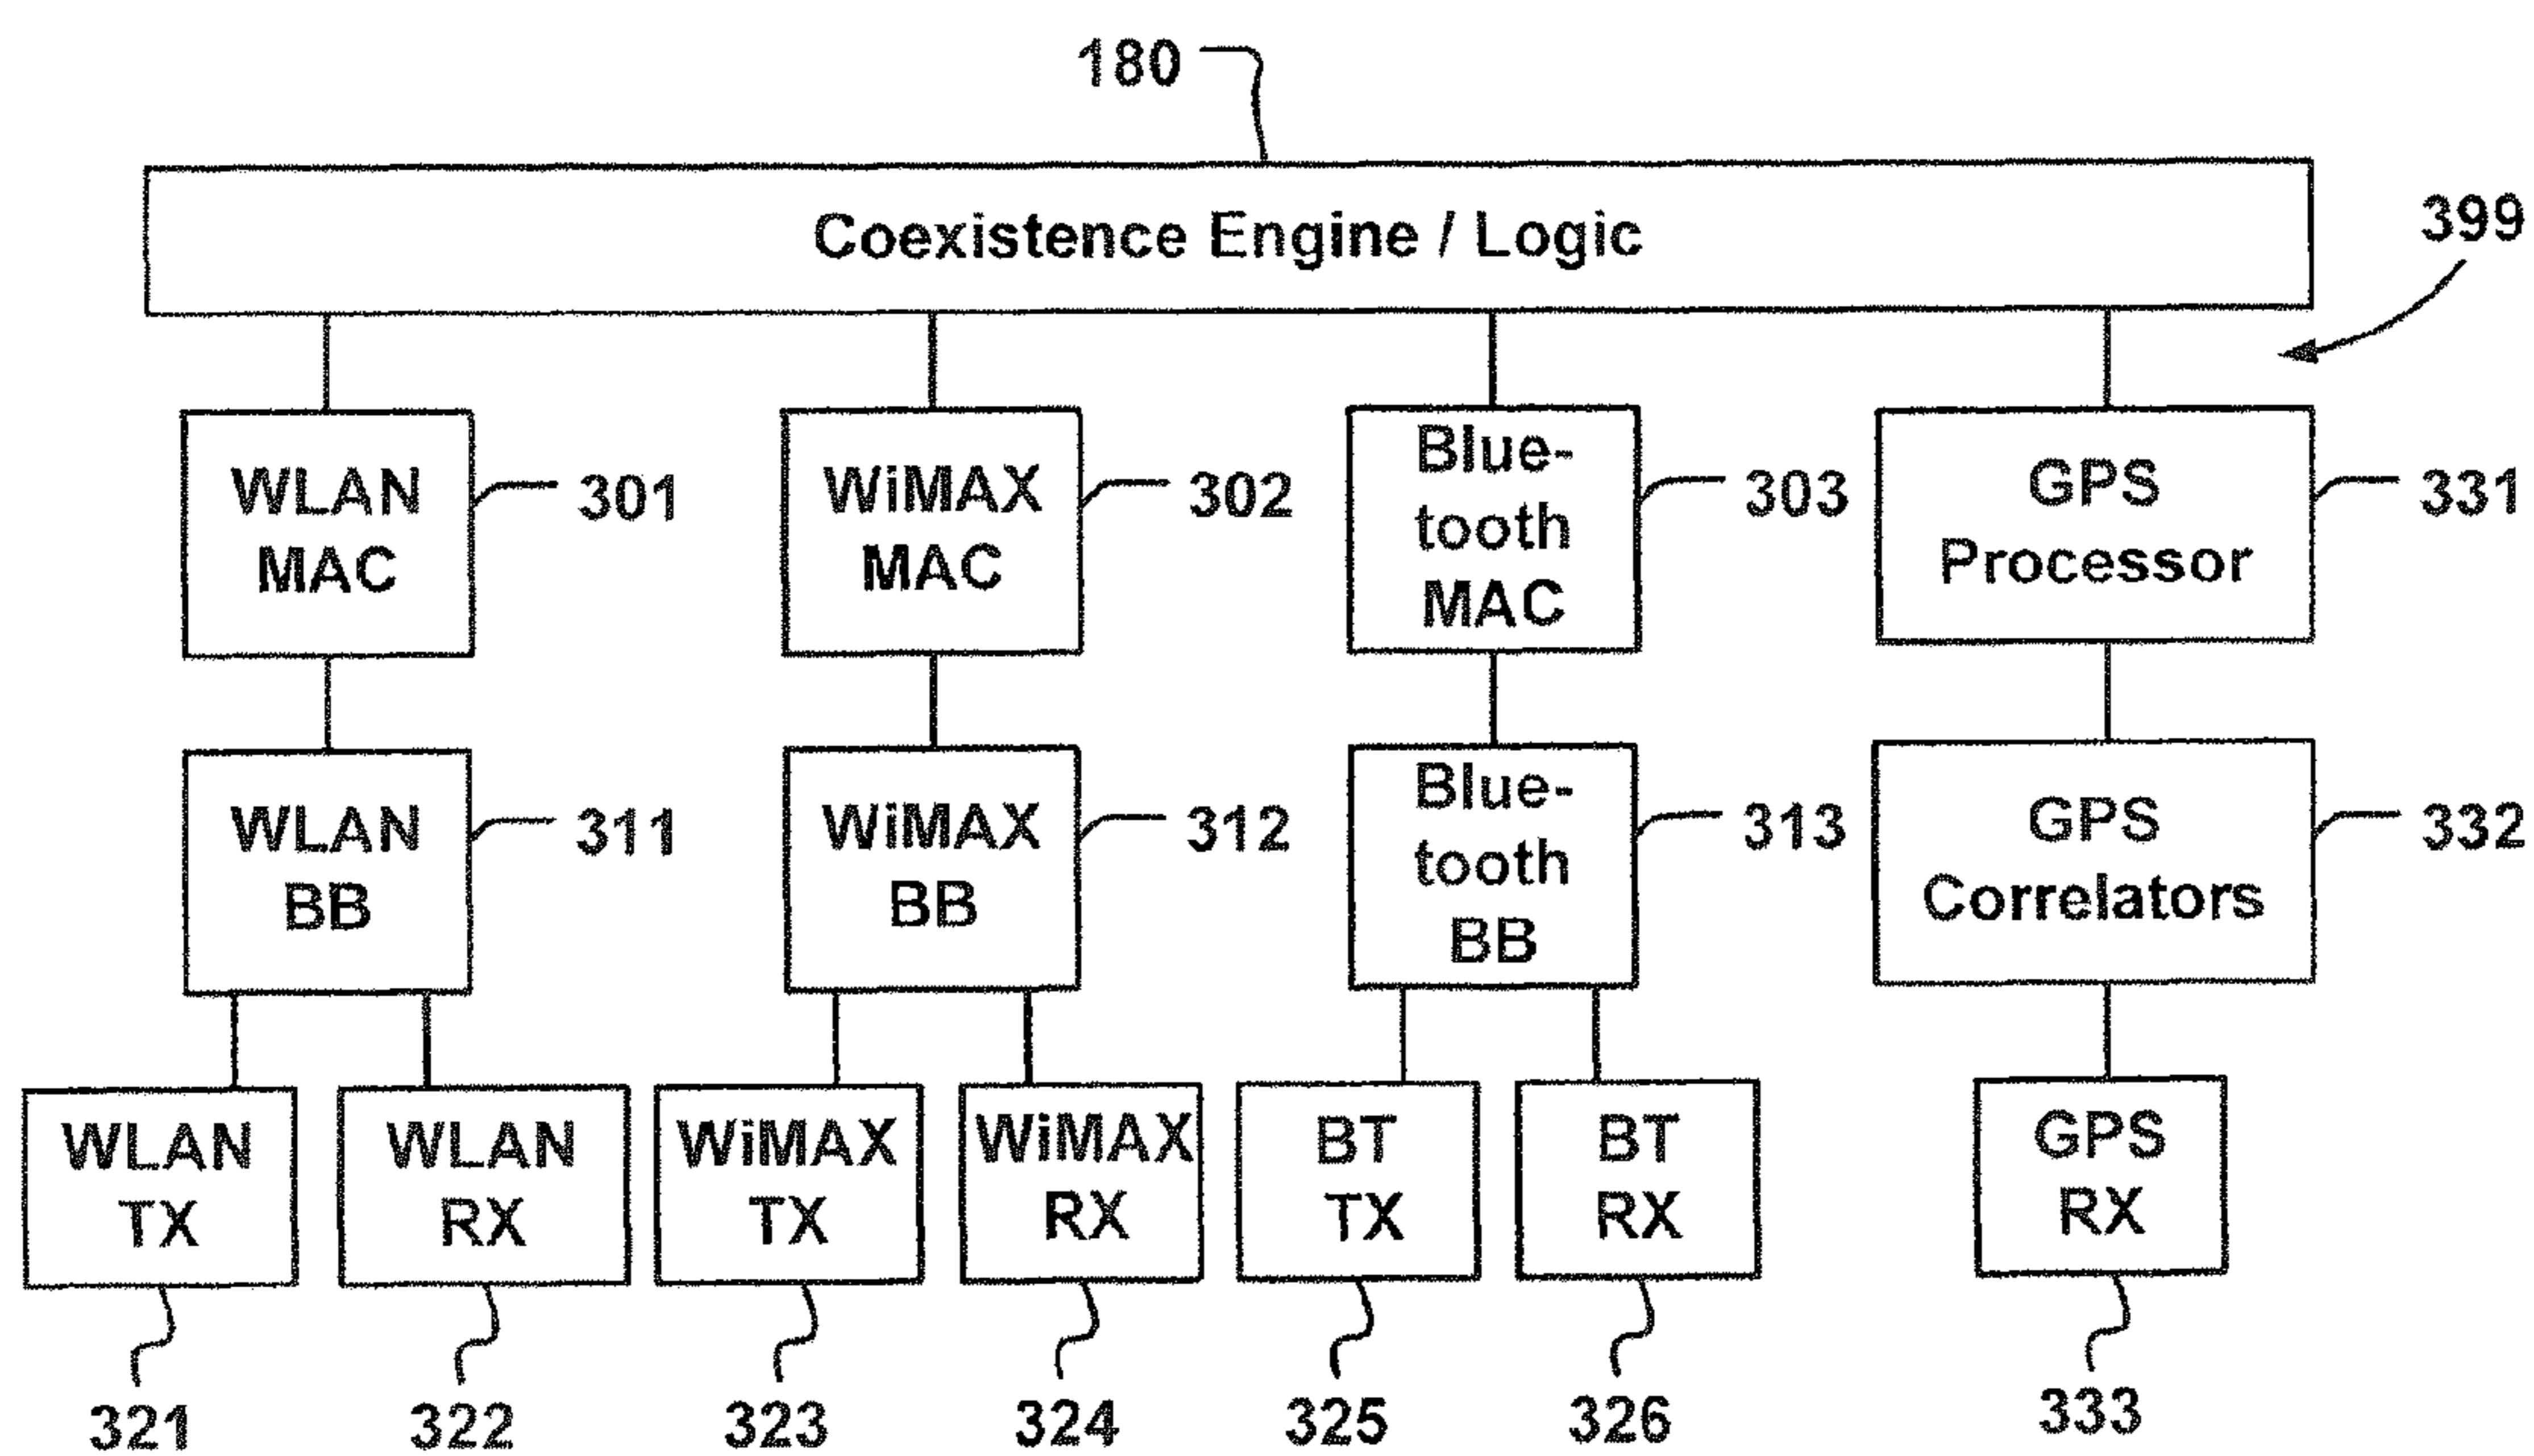 180
Coexistence Engine / Logic
399
WLAN
MAC
301
WiMAX
MAC
302
Blue-
tooth
MAC
303
GPS
Processor
331
WLAN
BB
311
WiMAX
BB
312
Blue-
tooth
BB
313
GPS
Correlators
332
WLAN
TX
WLAN
RX
WiMAX
TX
WiMAX
RX
BT
TX
BT
RX
GPS
RX
321
322
323
324
325
326
333